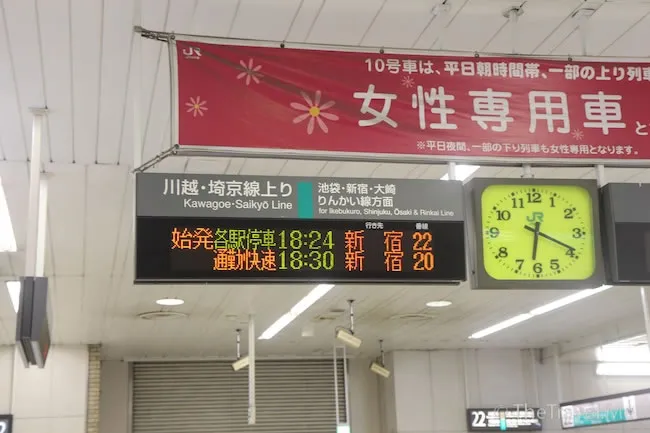 JR
10号車は、平日朝時間帯、一部の上り列車
女性専用車と
※平日夜間、一部の下り列車も女性専用となります。
川越・埼京線上り
Kawagoe-Saikyō Line
池袋・新宿・大崎
りんかい線方面
for Ikebukuro, Shinjuku, Ōsaki & Rinkai Line
行き先 番線
始発 各駅停車 18:24 新宿 22
通勤快速 18:30 新宿 20
JR
12
1
2
3
4
5
6
7
8
9
10
11
22